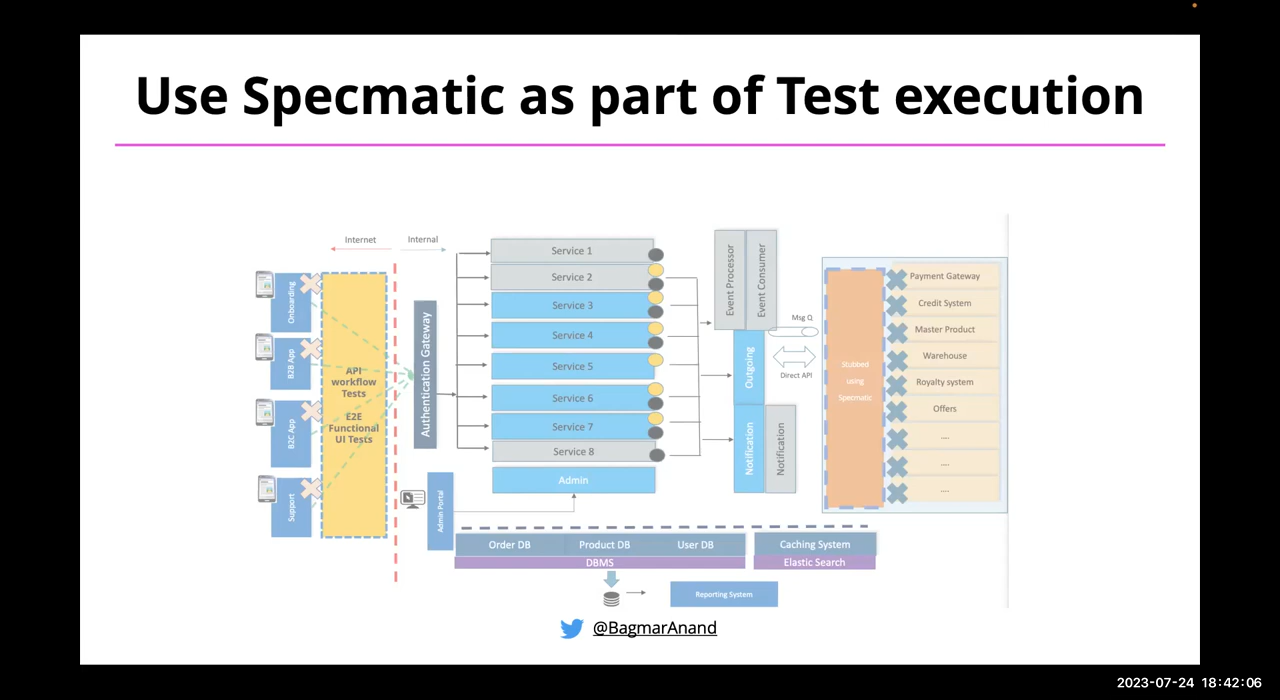 Use Specmatic as part of Test execution
Internet
Internal
Onboarding
B2B App
B2C App
Support
API
workflow
Tests
E2E
Functional
UI Tests
Authentication Gateway
Admin Portal
Service 1
Service 2
Service 3
Service 4
Service 5
Service 6
Service 7
Service 8
Admin
Event Processor
Event Consumer
Outgoing
Notification
Notification
Msg Q
Direct API
Stubbed
using
Specmatic
Payment Gateway
Credit System
Master Product
Warehouse
Royalty system
Offers
....
....
....
Order DB
Product DB
User DB
DBMS
Caching System
Elastic Search
Reporting System
@BagmarAnand
2023-07-24 18:42:06